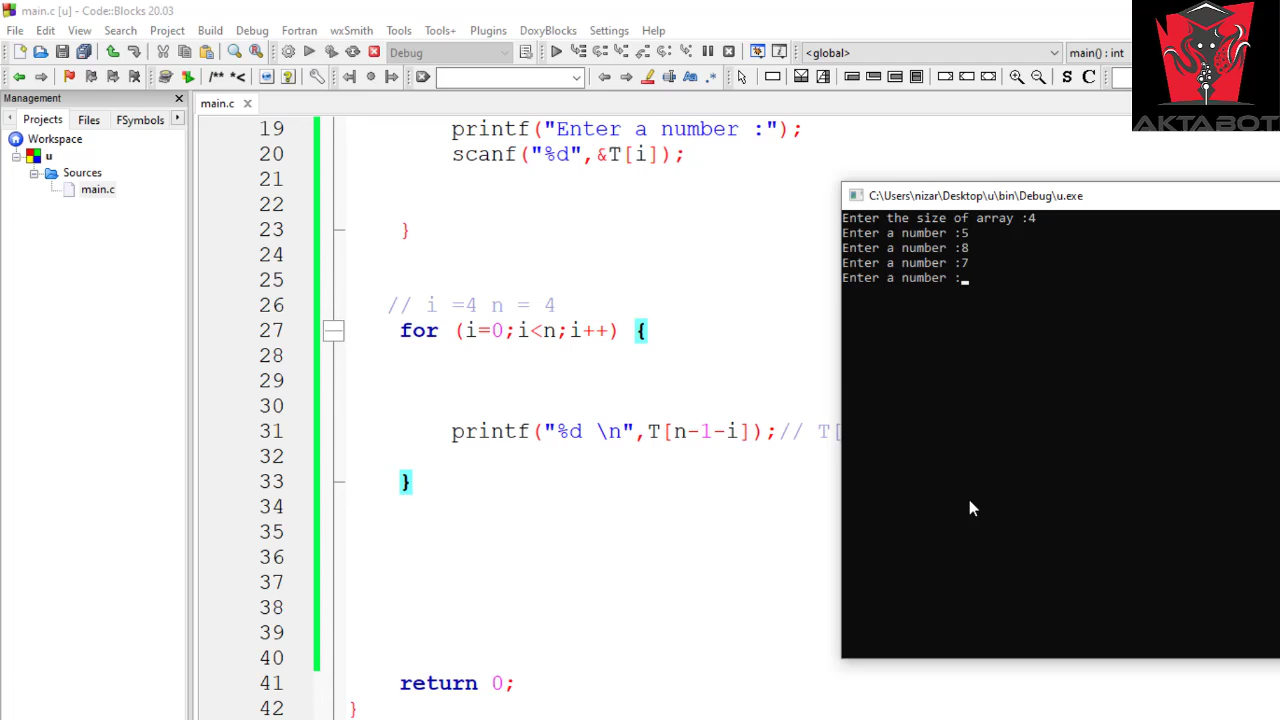 main.c [u] - Code::Blocks 20.03
File Edit View Search Project Build Debug Fortran wxSmith Tools Tools+ Plugins DoxyBlocks Settings Help
Debug <global> main() : int
/** *< Aa .* S C
Management
Projects Files FSymbols
main.c
Workspace
u
Sources
main.c
19 printf("Enter a number :");
20 scanf("%d",&T[i]);
21
22
23 }
24
25
26 // i =4 n = 4
27 for (i=0;i<n;i++) {
28
29
30
31 printf("%d \n",T[n-1-i]);// T[
32
33 }
34
35
36
37
38
39
40
41 return 0;
42 }
C:\Users\nizar\Desktop\u\bin\Debug\u.exe
Enter the size of array :4
Enter a number :5
Enter a number :8
Enter a number :7
Enter a number :
AKTABOT